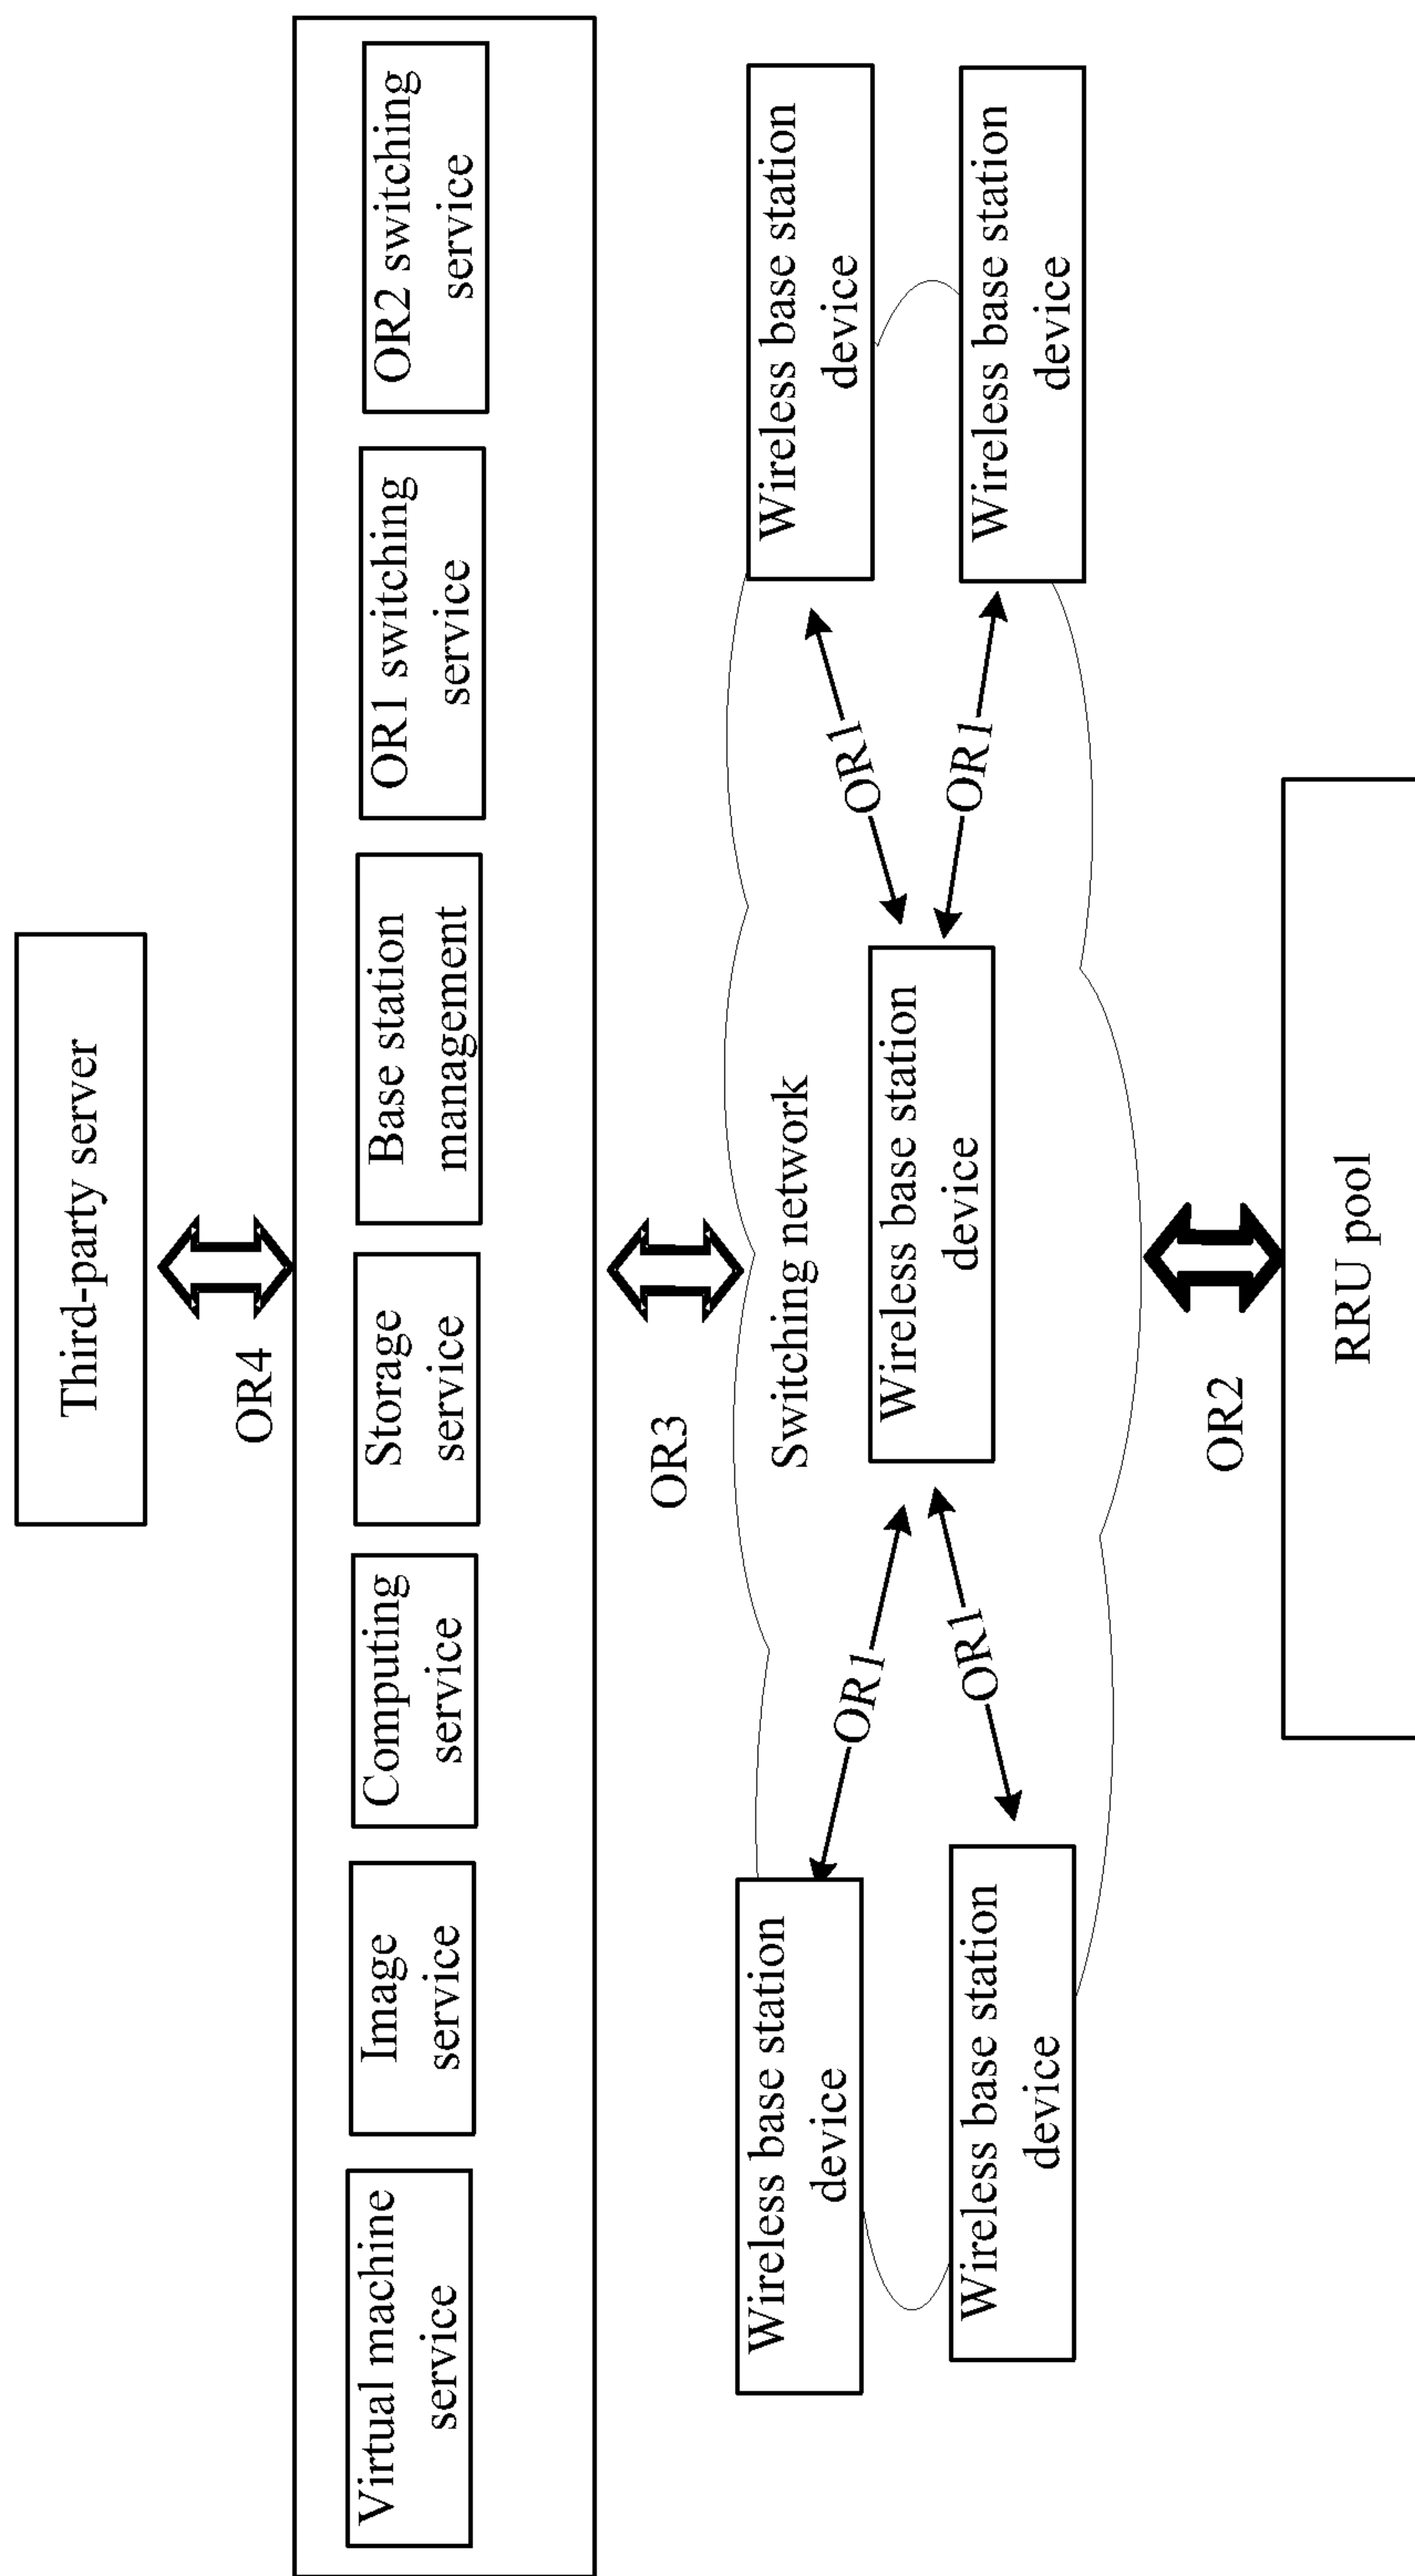 Third-party server
OR4
Virtual machine
service
Image
service
Computing
service
Storage
service
Base station
management
OR1 switching
service
OR2 switching
service
OR3
Switching network
Wireless base station
device
Wireless base station
device
OR1
OR1
Wireless base station
device
OR1
OR1
Wireless base station
device
Wireless base station
device
OR2
RRU pool